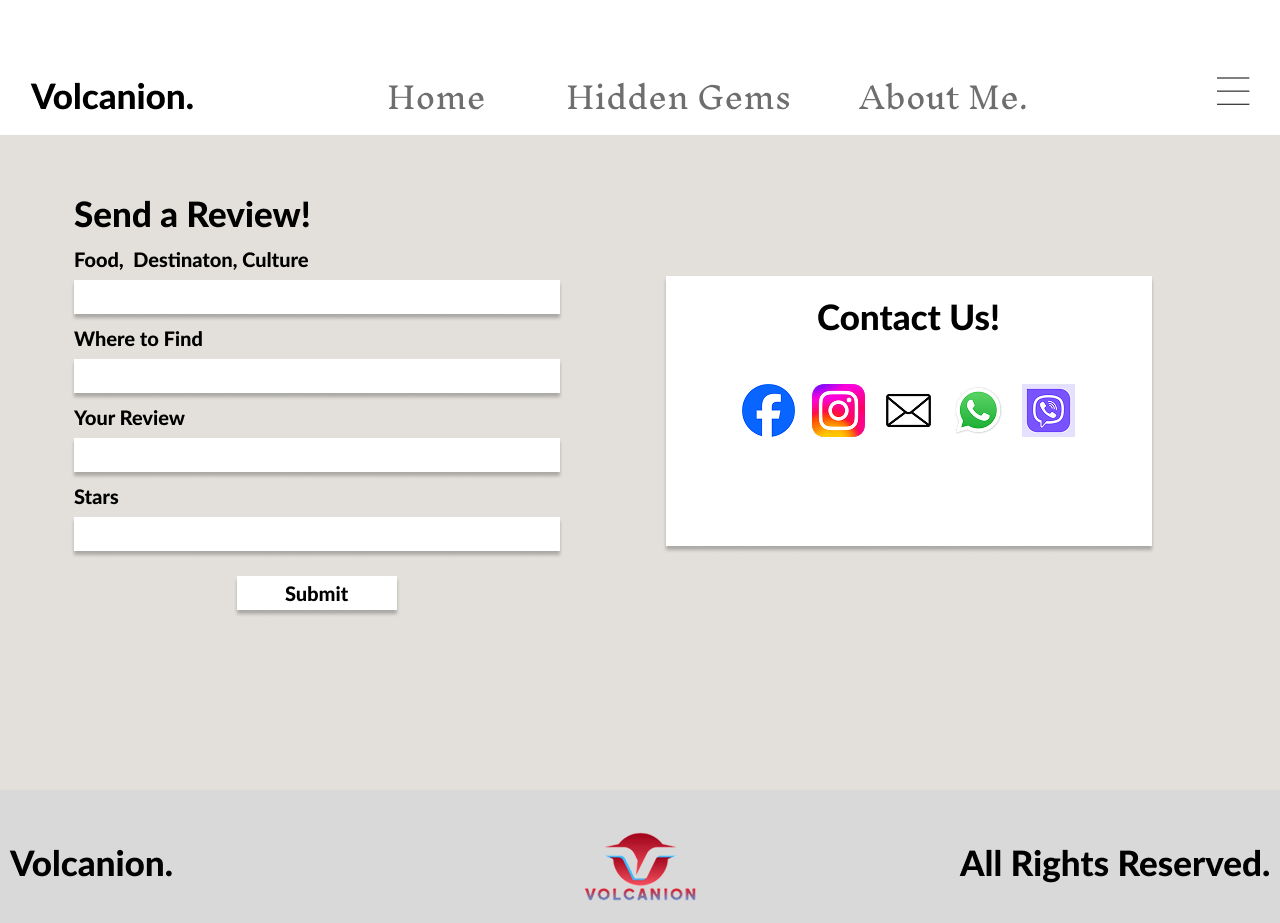 Volcanion.
Home
Hidden Gems
About Me.
Send a Review!
Food,  Destinaton, Culture
Where to Find
Your Review
Stars
Submit
Contact Us!
Volcanion.
VOLCANION
All Rights Reserved.